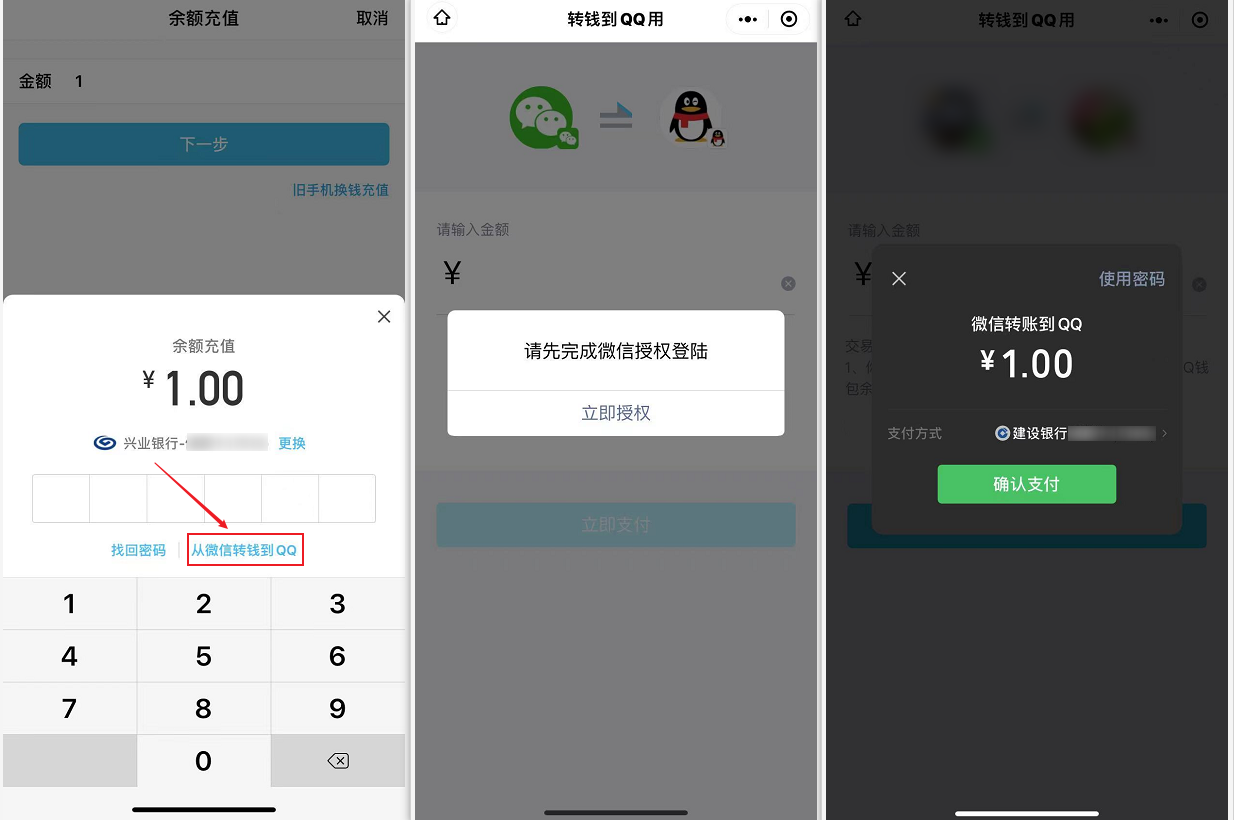 余额充值
取消
金额 1
下一步
旧手机换钱充值
余额充值
¥1.00
兴业银行-
更换
找回密码
从微信转钱到QQ
1 2 3
4 5 6
7 8 9
0
转钱到QQ用
请输入金额
¥
请先完成微信授权登陆
立即授权
立即支付
转钱到QQ用
请输入金额
¥
交易
1、
Q钱
包余
使用密码
微信转账到QQ
¥1.00
支付方式
建设银行
确认支付